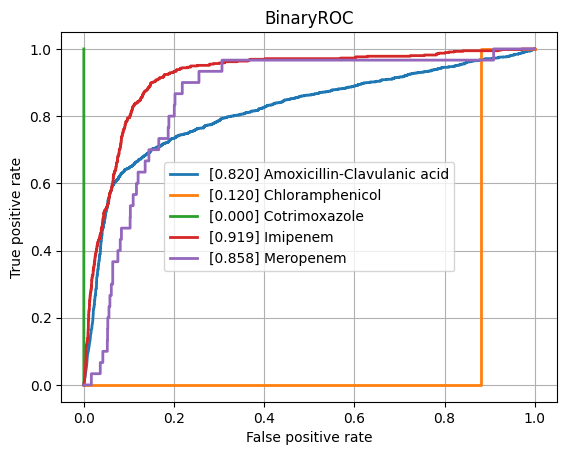 BinaryROC
True positive rate
1.0
0.8
0.6
0.4
0.2
0.0
[0.820] Amoxicillin-Clavulanic acid
[0.120] Chloramphenicol
[0.000] Cotrimoxazole
[0.919] Imipenem
[0.858] Meropenem
0.0 0.2 0.4 0.6 0.8 1.0
False positive rate